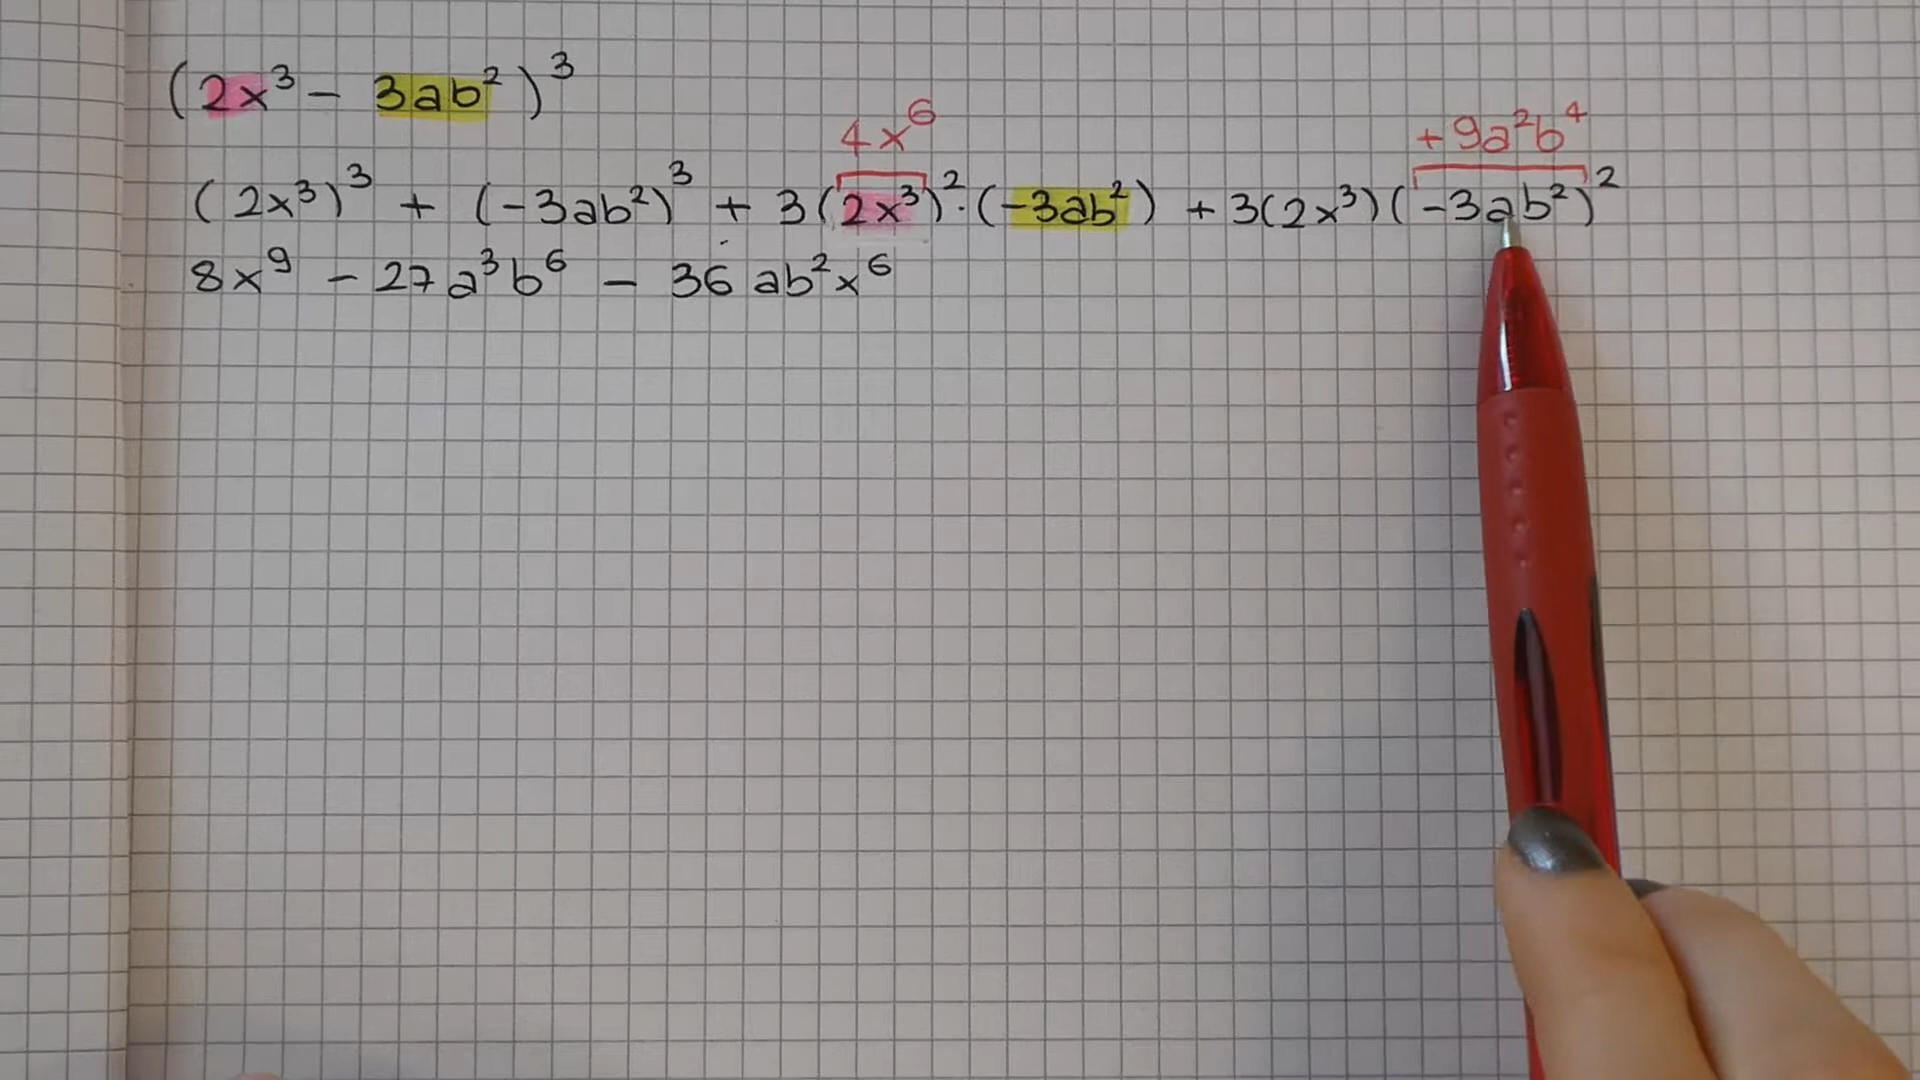 (2x³ - 3ab²)³
4x⁶ +9a²b⁴
(2x³)³ + (-3ab²)³ + 3(2x³)²·(-3ab²) + 3(2x³)(-3ab²)²
8x⁹ - 27a³b⁶ - 36ab²x⁶